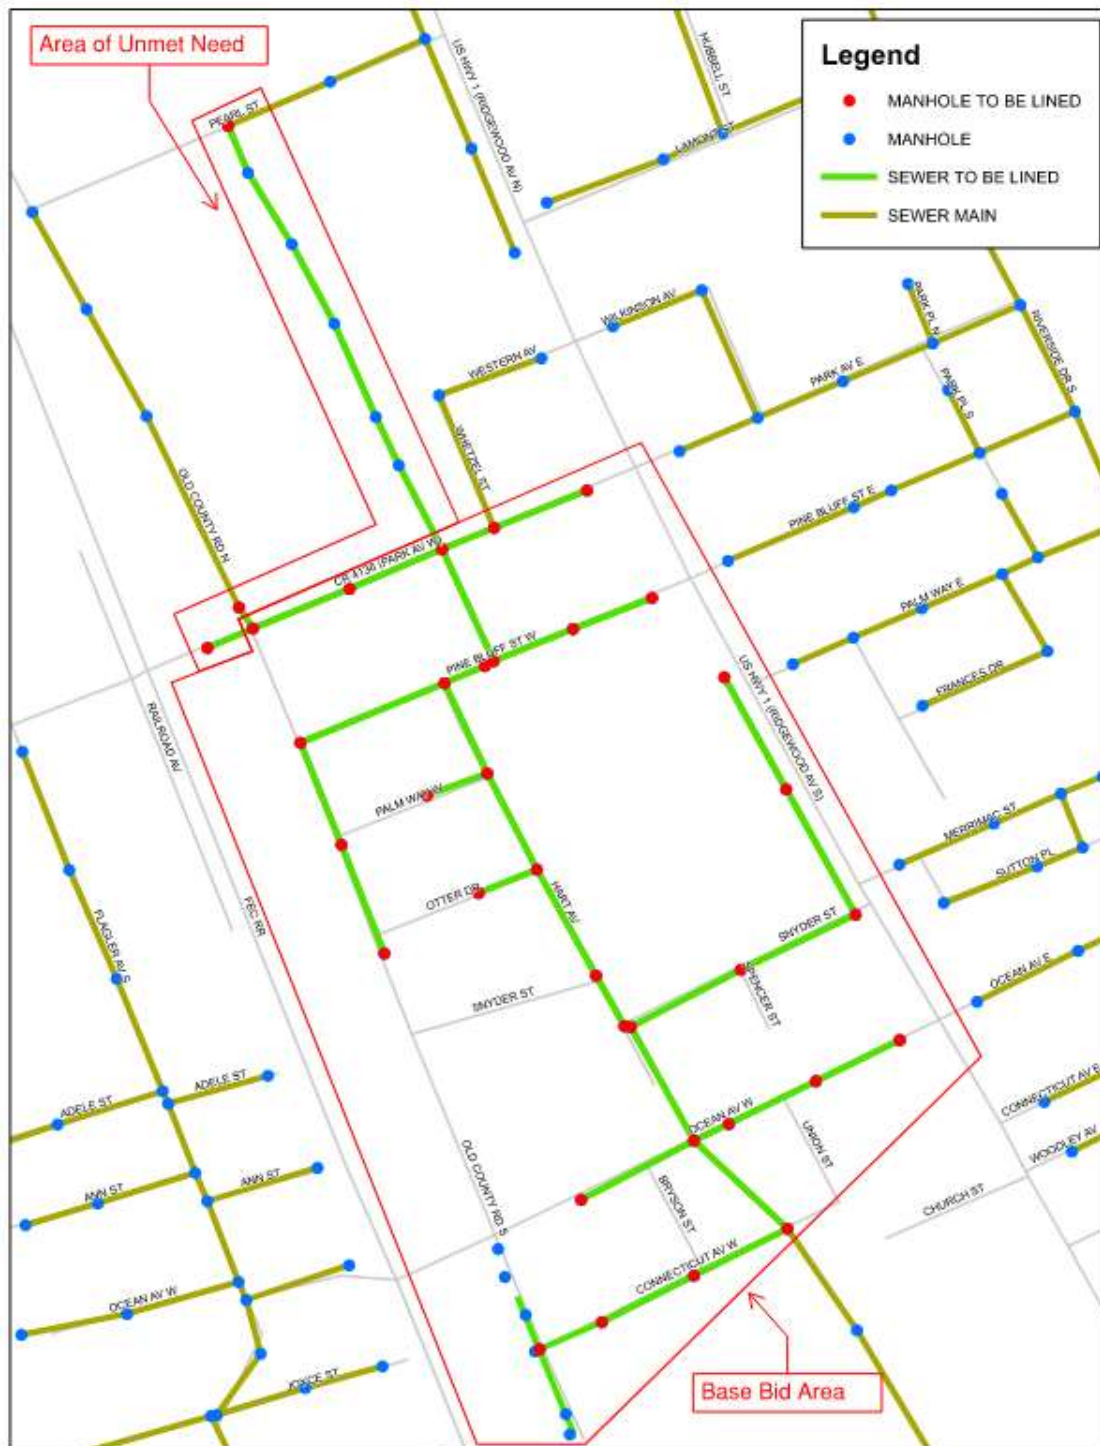 Area of Unmet Need
Legend
MANHOLE TO BE LINED
MANHOLE
SEWER TO BE LINED
SEWER MAIN
PEARL ST
US HWY 1 (RIDGEWOOD AV N)
HUBBELL ST
LAMONT ST
WILKINSON AV
WESTERN AV
WHETZEL ST
PARK PL N
RIVERSIDE DR S
PARK AV E
PARK PL S
OLD COUNTY RD N
PINE BLUFF ST E
CR 4136 (PARK AV W)
PALM WAY E
PINE BLUFF ST W
FRANCES DR
US HWY 1 (RIDGEWOOD AV S)
RAILROAD AV
PALM WAY W
MERRIMAC ST
SUTTON PL
OTTER DR
HART AV
FEC RR
FLAGLER AV S
SNYDER ST
SPENCER ST
OCEAN AV E
SNYDER ST
ADELE ST
ADELE ST
CONNECTICUT AV E
OCEAN AV W
UNION ST
WOODLEY AV
OLD COUNTY RD S
BRYSON ST
ANN ST
ANN ST
CHURCH ST
CONNECTICUT AV W
OCEAN AV W
JOYCE ST
Base Bid Area